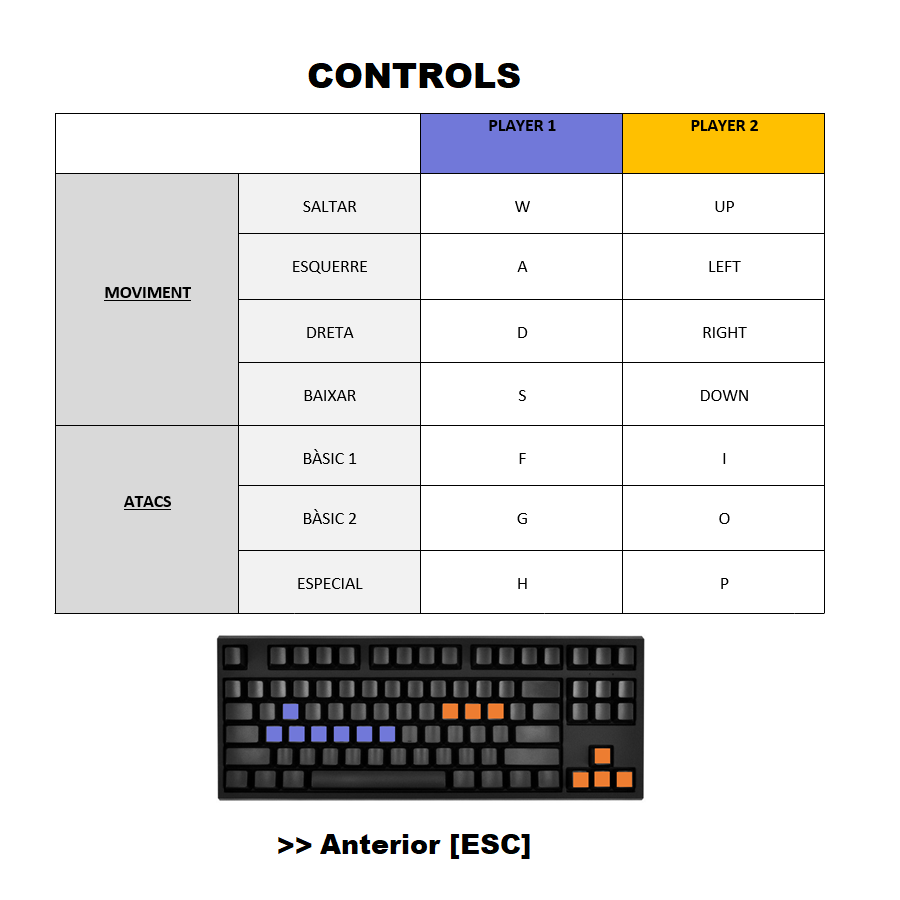 CONTROLS
PLAYER 1 PLAYER 2
MOVIMENT
SALTAR W UP
ESQUERRE A LEFT
DRETA D RIGHT
BAIXAR S DOWN
ATACS
BÀSIC 1 F I
BÀSIC 2 G O
ESPECIAL H P
>> Anterior [ESC]